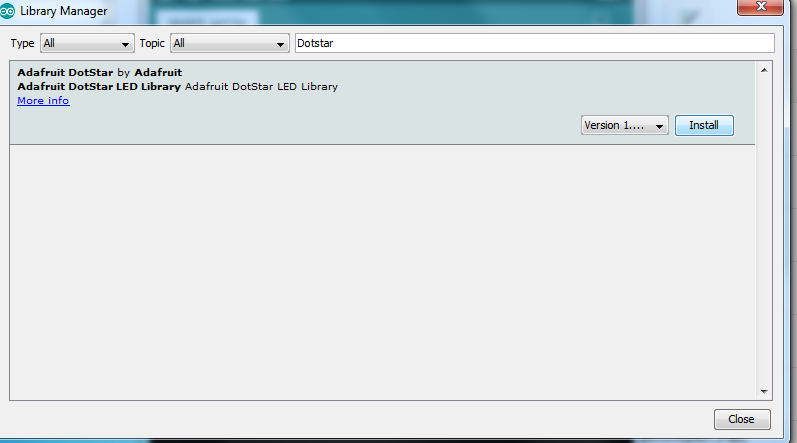 Library Manager
Type All Topic All Dotstar
Adafruit DotStar by Adafruit
Adafruit DotStar LED Library Adafruit DotStar LED Library
More info
Version 1.... Install
Close